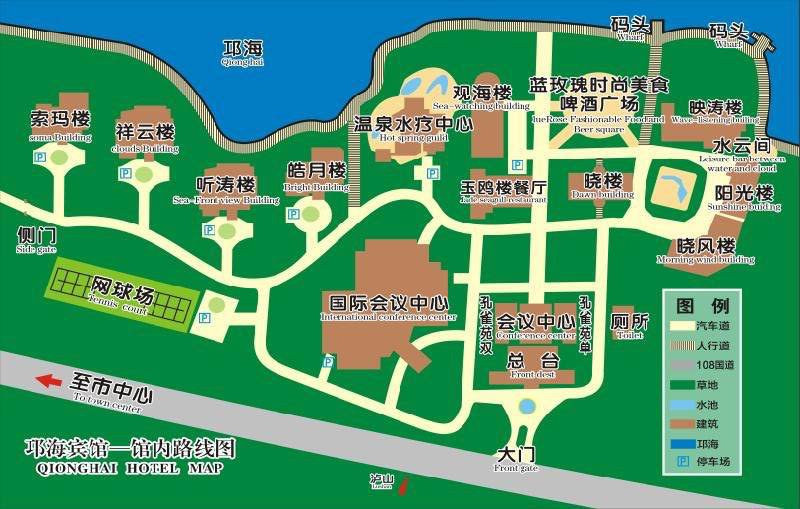 邛海
Qiong hai
码头
Wharf
码头
Wharf
索玛楼
soma Building
祥云楼
clouds Building
听涛楼
Sea-Front view Building
皓月楼
Bright Building
温泉水疗中心
Hot spring guild
观海楼
Sea-watching building
蓝玫瑰时尚美食
啤酒广场
lueRose Fashionable Food and
Beer square
映涛楼
Wave-listening builing
水云间
Leisure bar between
water and cloud
玉鸥楼餐厅
Jade seagull restaurant
晓楼
Dawn building
阳光楼
Sunshine building
晓风楼
Morning wind building
侧门
Side gate
网球场
Tennis court
国际会议中心
International conference center
孔雀苑双
会议中心
Conference center
孔雀苑单
厕所
Toilet
总台
Front dest
大门
Front gate
至市中心
To town center
泸山
邛海宾馆—馆内路线图
QIONGHAI HOTEL MAP
图 例
汽车道
人行道
108国道
草地
水池
建筑
邛海
P 停车场
P
P
P
P
P
P
P
P